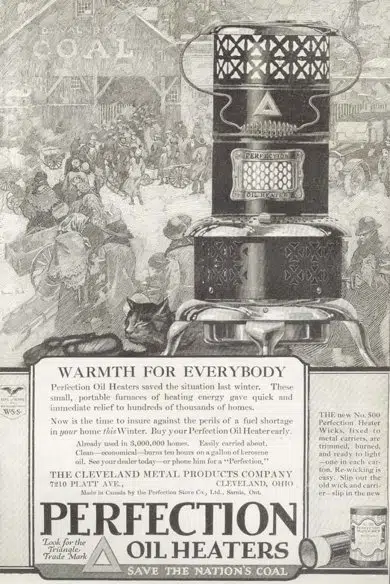 COAL
PERFECTION
OIL HEATER
WARMTH FOR EVERYBODY
Perfection Oil Heaters saved the situation last winter. These
small, portable furnaces of heating energy gave quick and
immediate relief to hundreds of thousands of homes.
Now is the time to insure against the perils of a fuel shortage
in your home this Winter. Buy your Perfection Oil Heater early.
Already used in 3,000,000 homes. Easily carried about.
Clean—economical—burns ten hours on a gallon of kerosene
oil. See your dealer today—or phone him for a "Perfection."
THE CLEVELAND METAL PRODUCTS COMPANY
7210 PLATT AVE., CLEVELAND, OHIO
Made in Canada by the Perfection Stove Co., Ltd., Sarnia, Ont.
W.S.S.
THE new No. 500
Perfection Heater
Wicks, fixed to
metal carriers, are
trimmed, burned,
and ready to light
—one in each car-
ton. Re-wicking is
easy. Slip out the
old wick and carri-
er—slip in the new
PERFECTION
OIL HEATERS
Look for the
Triangle
Trade Mark
SAVE THE NATION'S COAL